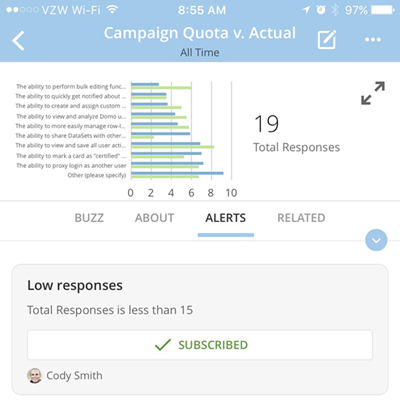 VZW Wi-Fi 8:55 AM 97%
Campaign Quota v. Actual
All Time
The ability to perform bulk editing func...
The ability to quickly get notified about ...
The ability to create and assign custom ...
The ability to view and analyze Domo u...
The ability to more easily manage row-l...
The ability to share DataSets with other...
The ability to view and save all user acti...
The ability to mark a card as "certified" ...
The ability to proxy login as another user
Other (please specify)
0 2 4 6 8 10
19
Total Responses
BUZZ ABOUT ALERTS RELATED
Low responses
Total Responses is less than 15
SUBSCRIBED
Cody Smith